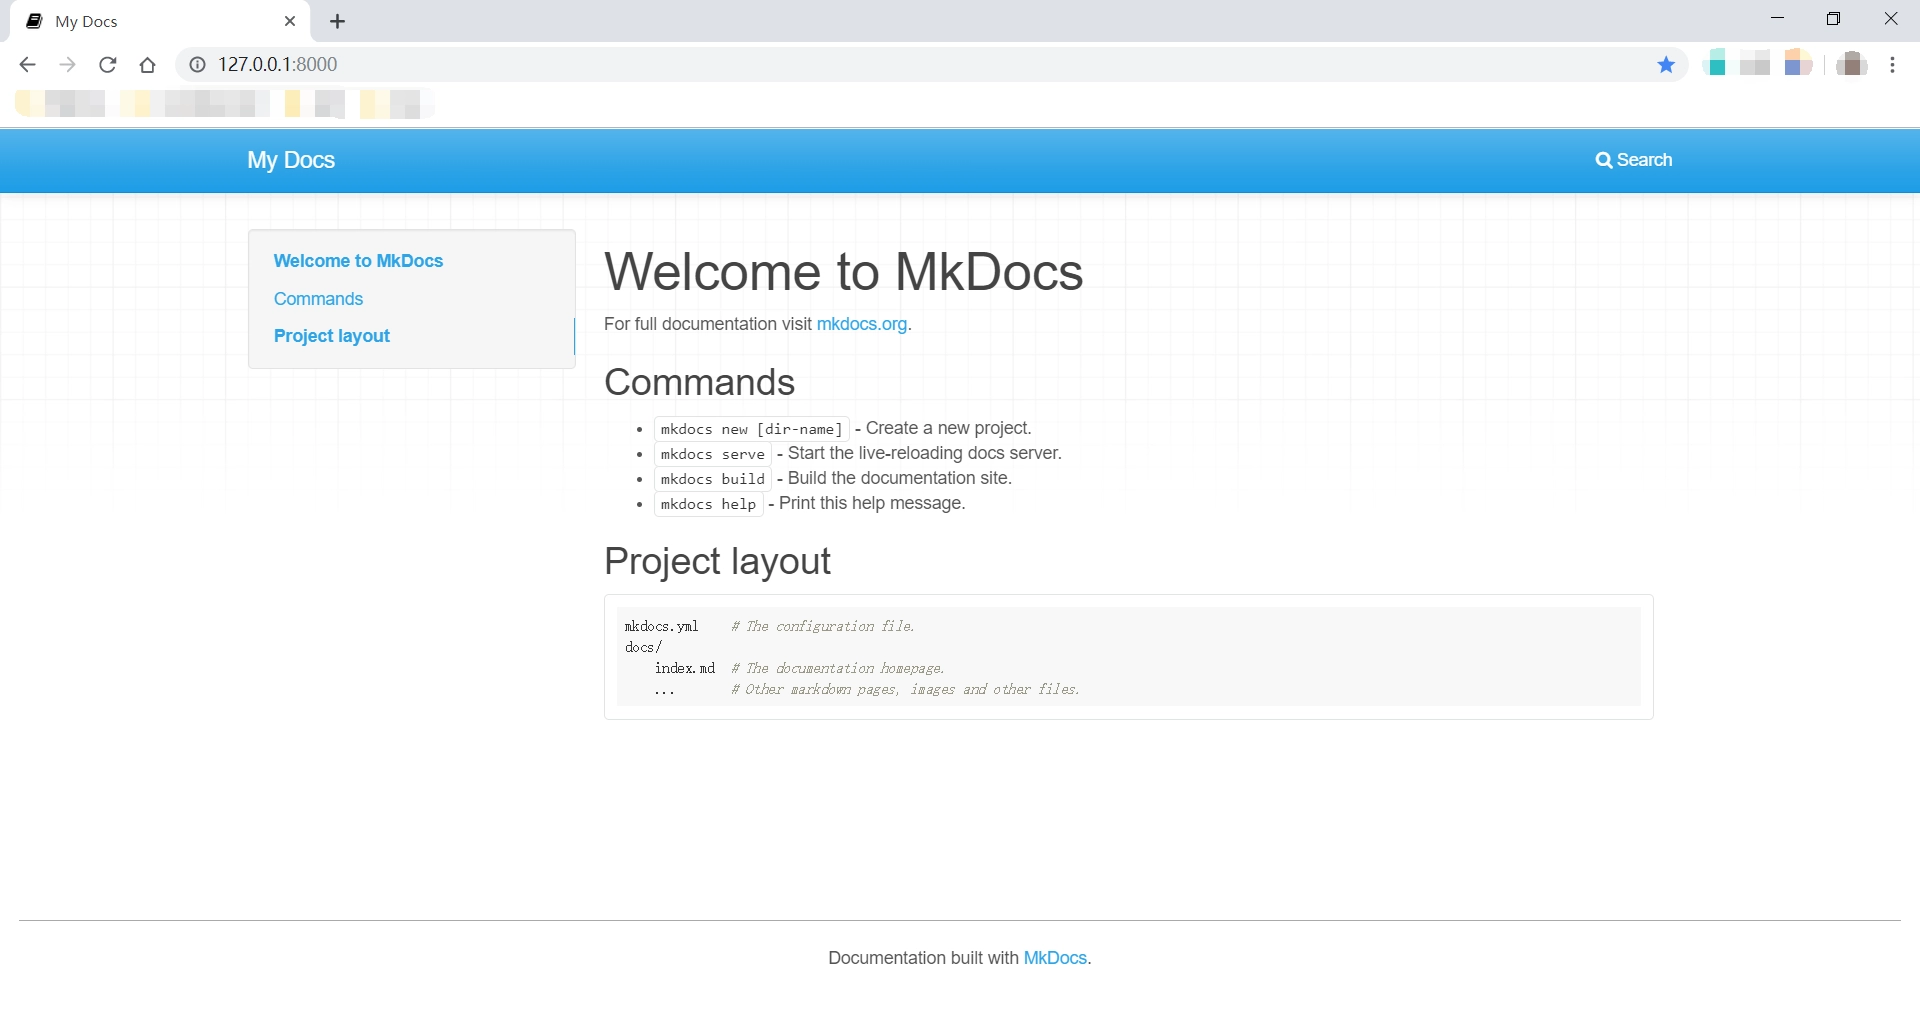 My Docs
127.0.0.1:8000
My Docs
Search
Welcome to MkDocs
Commands
Project layout
Welcome to MkDocs
For full documentation visit mkdocs.org.
Commands
• mkdocs new [dir-name] - Create a new project.
• mkdocs serve - Start the live-reloading docs server.
• mkdocs build - Build the documentation site.
• mkdocs help - Print this help message.
Project layout
mkdocs.yml    # The configuration file.
docs/
    index.md  # The documentation homepage.
    ...       # Other markdown pages, images and other files.
Documentation built with MkDocs.